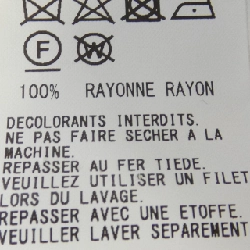 F W
100% RAYONNE RAYON
DECOLORANTS INTERDITS.
NE PAS FAIRE SECHER A LA
MACHINE.
REPASSER AU FER TIEDE.
VEUILLEZ UTILISER UN FILET
LORS DU LAVAGE.
REPASSER AVEC UNE ETOFFE.
VEUILLER LAVER SEPAREMENT